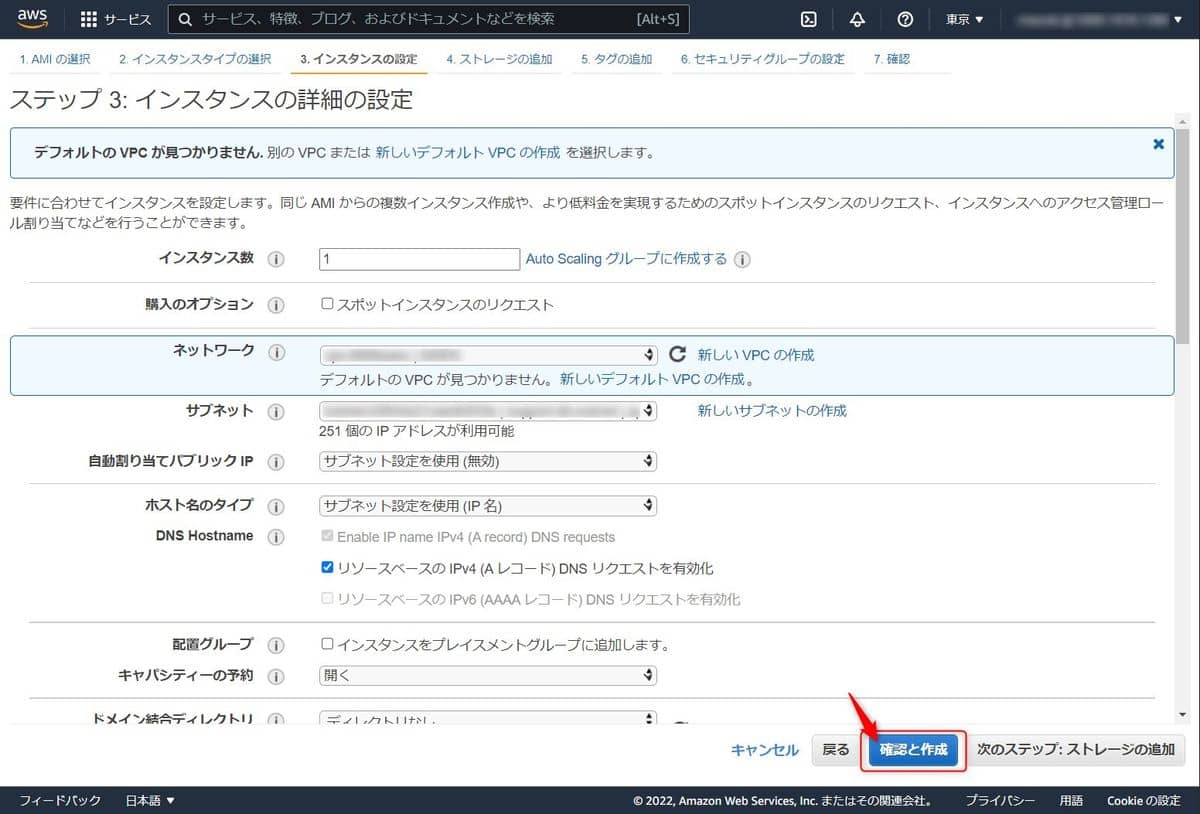 aws サービス サービス、特徴、ブログ、およびドキュメントなどを検索 [Alt+S] 東京 ▼
1. AMI の選択 2. インスタンスタイプの選択 3. インスタンスの設定 4. ストレージの追加 5. タグの追加 6. セキュリティグループの設定 7. 確認
ステップ 3: インスタンスの詳細の設定
デフォルトの VPC が見つかりません. 別の VPC または 新しいデフォルト VPC の作成 を選択します。
要件に合わせてインスタンスを設定します。同じ AMI からの複数インスタンス作成や、より低料金を実現するためのスポットインスタンスのリクエスト、インスタンスへのアクセス管理ロー
ル割り当てなどを行うことができます。
インスタンス数 1 Auto Scaling グループに作成する
購入のオプション スポットインスタンスのリクエスト
ネットワーク 新しい VPC の作成
デフォルトの VPC が見つかりません。新しいデフォルト VPC の作成。
サブネット 新しいサブネットの作成
251 個の IP アドレスが利用可能
自動割り当てパブリック IP サブネット設定を使用 (無効)
ホスト名のタイプ サブネット設定を使用 (IP 名)
DNS Hostname Enable IP name IPv4 (A record) DNS requests
リソースベースの IPv4 (A レコード) DNS リクエストを有効化
リソースベースの IPv6 (AAAA レコード) DNS リクエストを有効化
配置グループ インスタンスをプレイスメントグループに追加します。
キャパシティーの予約 開く
ドメイン結合ディレクトリ ディレクトリなし
キャンセル 戻る 確認と作成 次のステップ: ストレージの追加
フィードバック 日本語 ▼ © 2022, Amazon Web Services, Inc. またはその関連会社。 プライバシー 用語 Cookie の設定